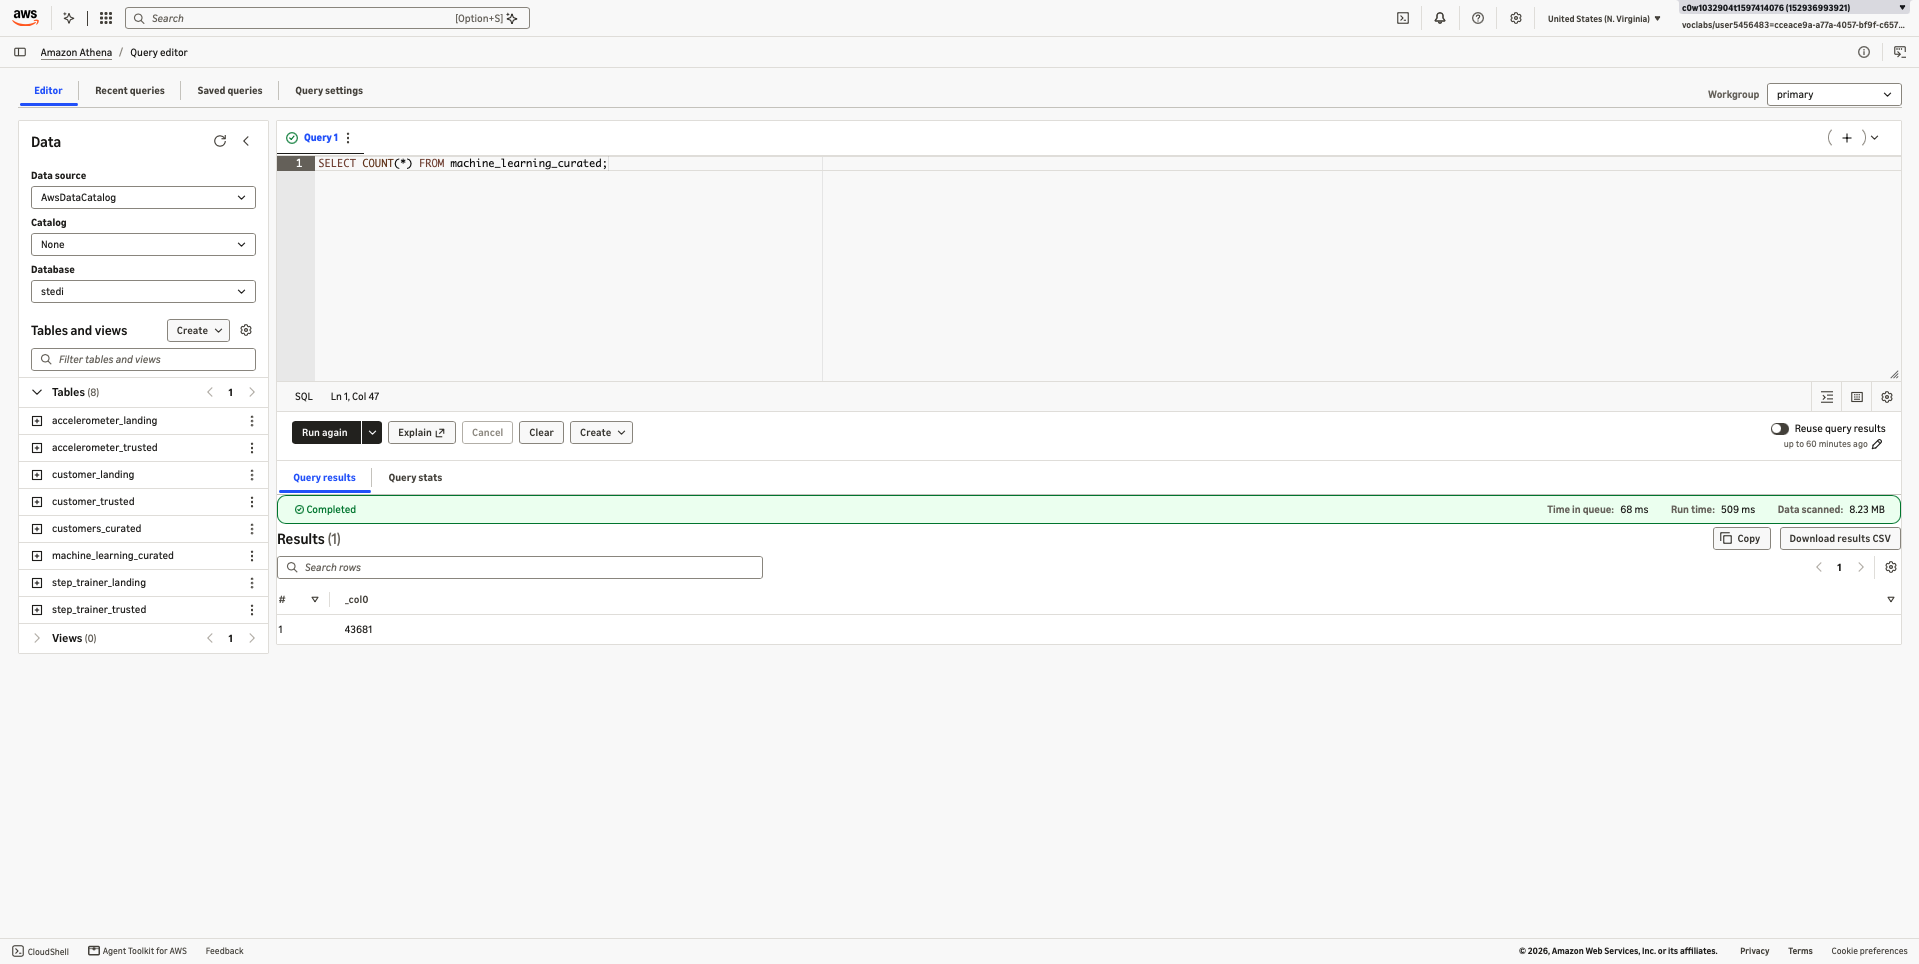 aws
Search
[Option+S]
United States (N. Virginia)
c0w1032904t1597414076 (152936993921)
voclabs/user5456483=cceace9a-a77a-4057-bf9f-c657...
Amazon Athena / Query editor
Editor
Recent queries
Saved queries
Query settings
Workgroup
primary
Data
Data source
AwsDataCatalog
Catalog
None
Database
stedi
Tables and views
Create
Filter tables and views
Tables (8)
1
accelerometer_landing
accelerometer_trusted
customer_landing
customer_trusted
customers_curated
machine_learning_curated
step_trainer_landing
step_trainer_trusted
Views (0)
1
Query 1
1 SELECT COUNT(*) FROM machine_learning_curated;
SQL
Ln 1, Col 47
Run again
Explain
Cancel
Clear
Create
Reuse query results
up to 60 minutes ago
Query results
Query stats
Completed
Time in queue: 68 ms
Run time: 509 ms
Data scanned: 8.23 MB
Results (1)
Copy
Download results CSV
Search rows
1
# _col0
1 43681
CloudShell
Agent Toolkit for AWS
Feedback
© 2026, Amazon Web Services, Inc. or its affiliates.
Privacy
Terms
Cookie preferences